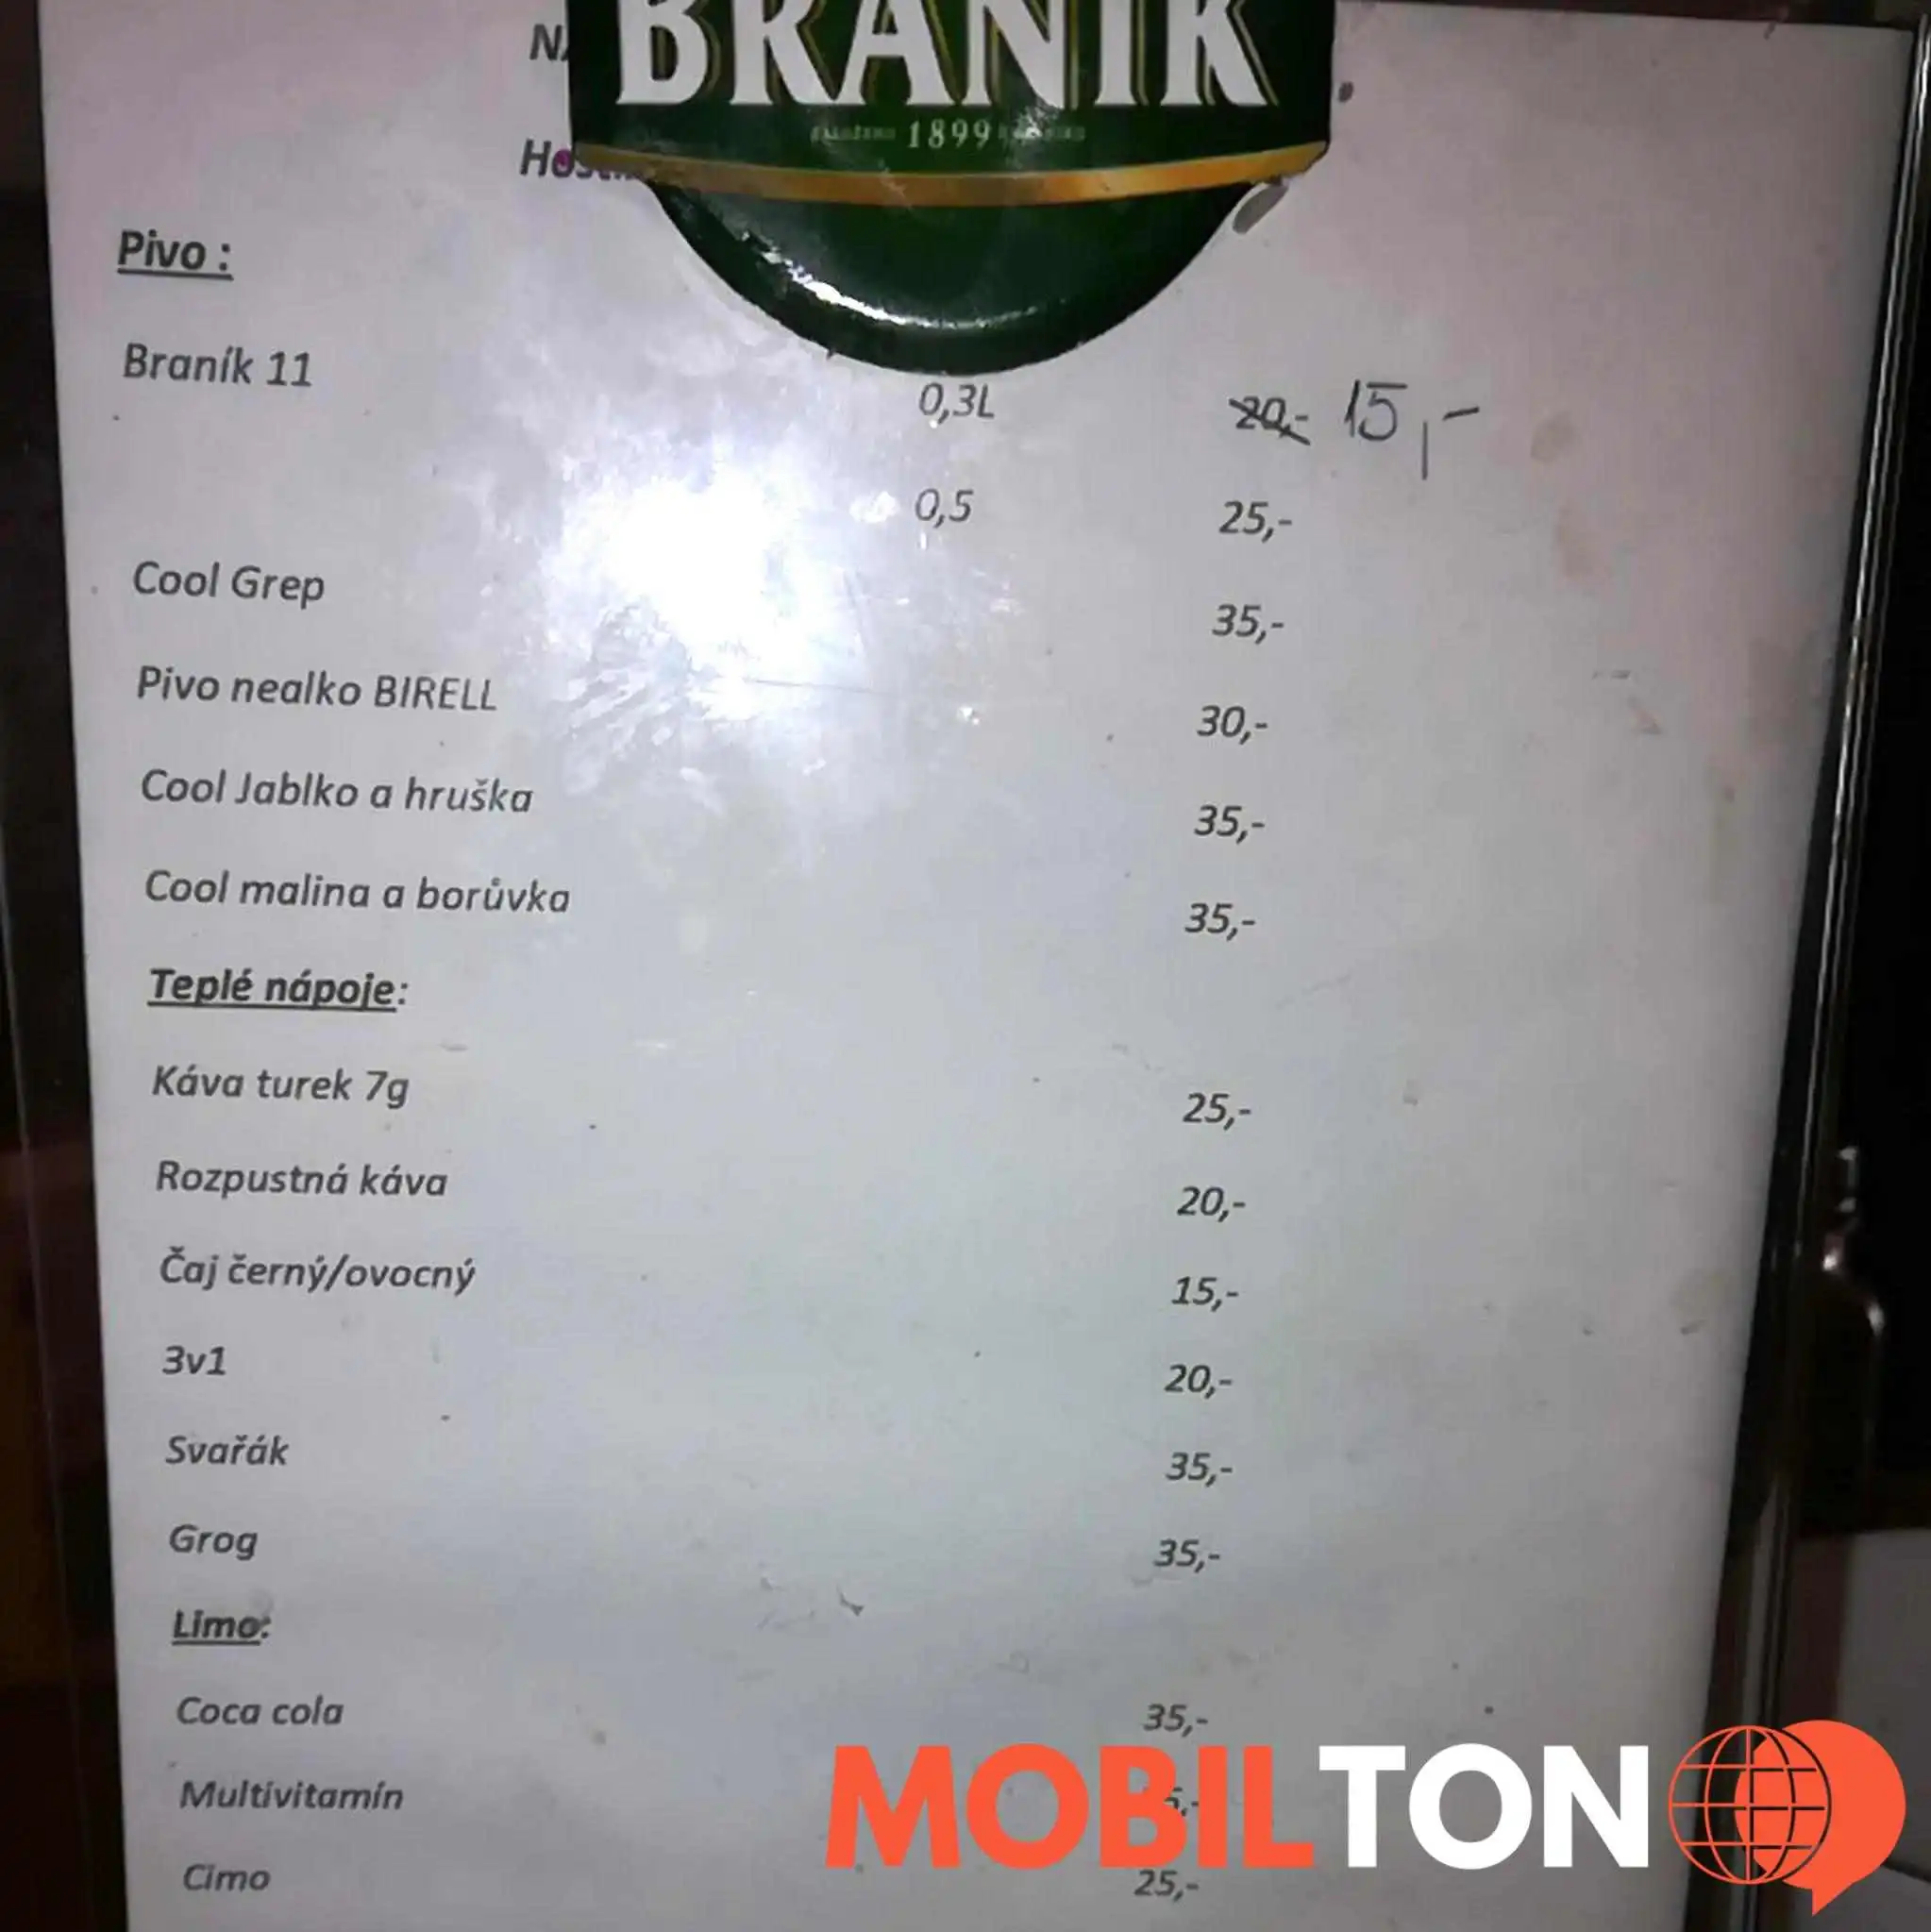 BRANÍK
1899
Pivo :
Braník 11 0,3L 20,- 15,-
0,5 25,-
Cool Grep 35,-
Pivo nealko BIRELL 30,-
Cool Jablko a hruška 35,-
Cool malina a borůvka 35,-
Teplé nápoje:
Káva turek 7g 25,-
Rozpustná káva 20,-
Čaj černý/ovocný 15,-
3v1 20,-
Svařák 35,-
Grog 35,-
Limo:
Coca cola 35,-
Multivitamín
Cimo 25,-
MOBILTON